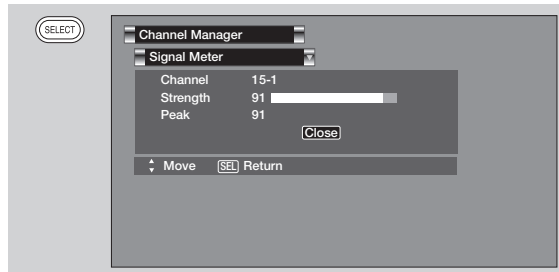 SELECT
Channel Manager
Signal Meter
Channel 15-1
Strength 91
Peak 91
Close
Move SEL Return